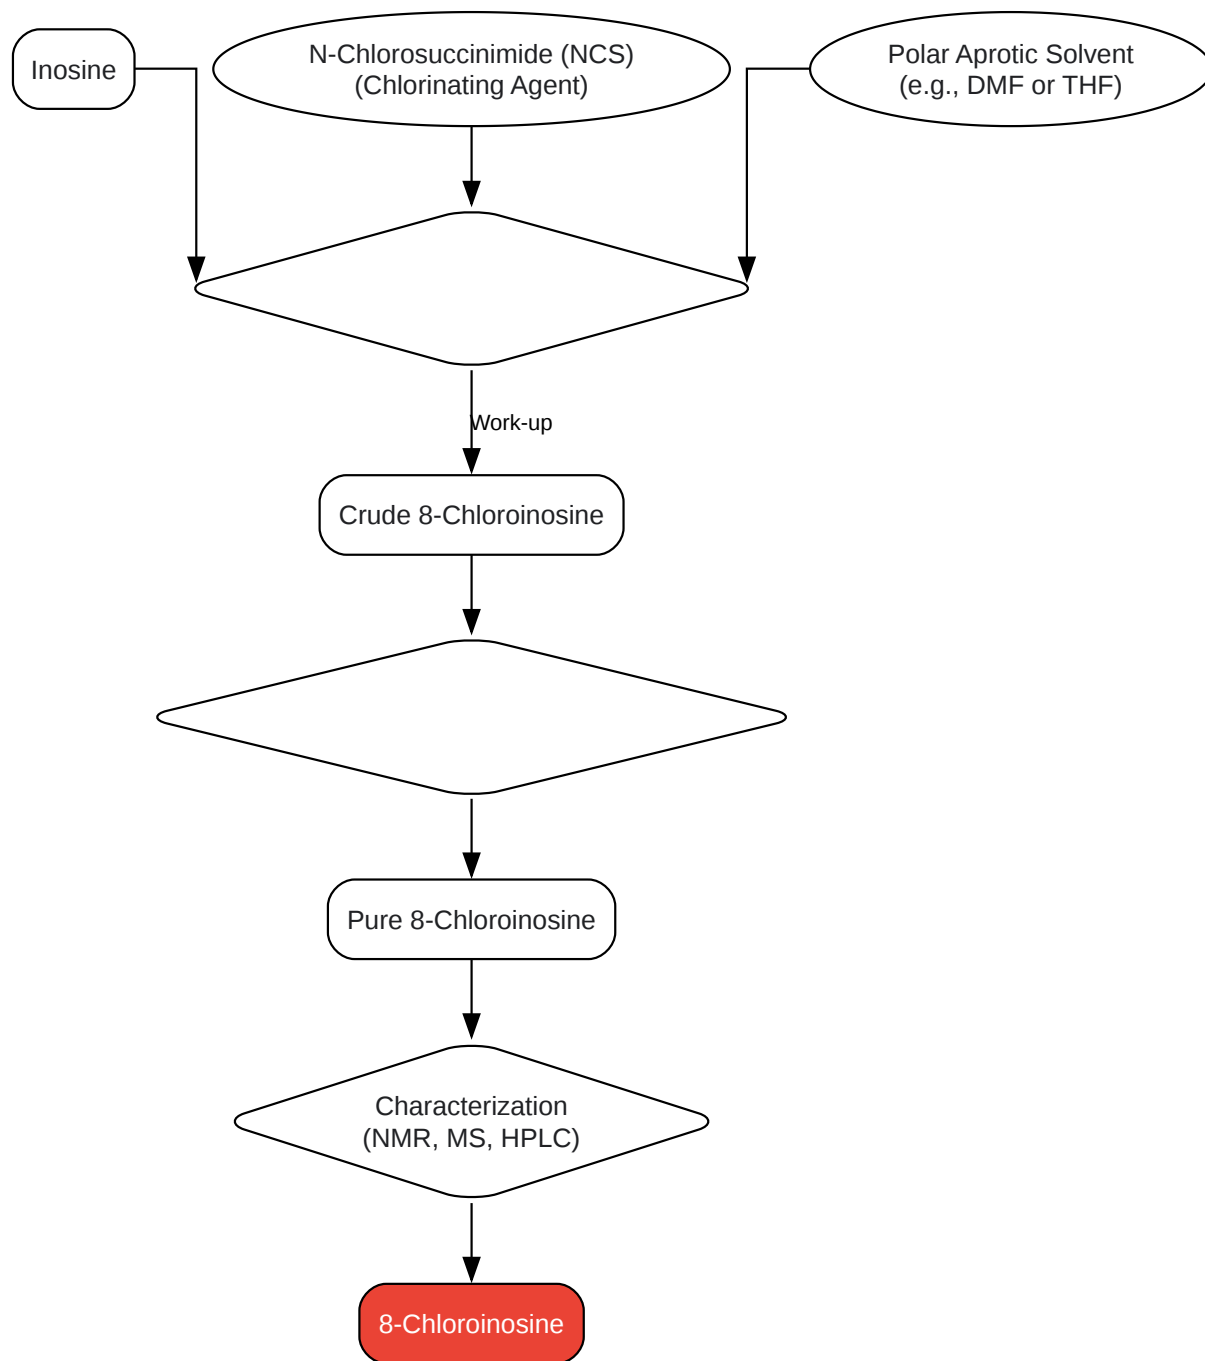 Inosine
N-Chlorosuccinimide (NCS)
(Chlorinating Agent)
Polar Aprotic Solvent
(e.g., DMF or THF)
Work-up
Crude 8-Chloroinosine
Pure 8-Chloroinosine
Characterization
(NMR, MS, HPLC)
8-Chloroinosine